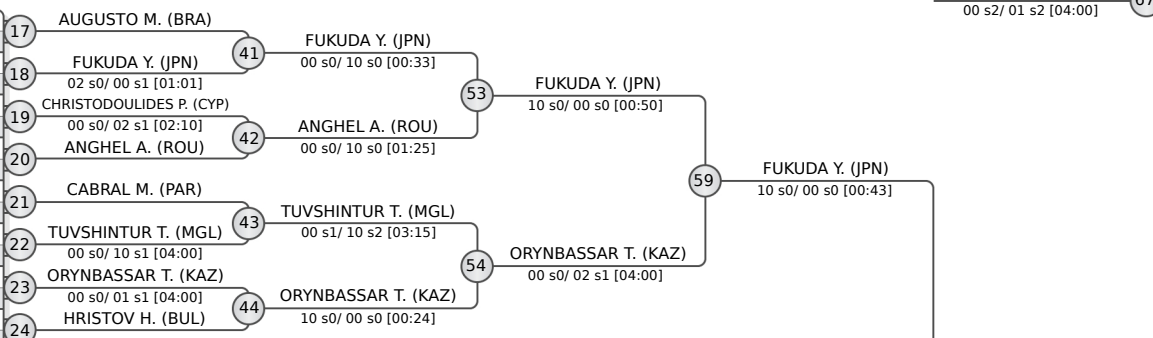 00 s2/ 01 s2 [04:00]
17
AUGUSTO M. (BRA)
18
FUKUDA Y. (JPN)
02 s0/ 00 s1 [01:01]
41
FUKUDA Y. (JPN)
00 s0/ 10 s0 [00:33]
19
CHRISTODOULIDES P. (CYP)
00 s0/ 02 s1 [02:10]
20
ANGHEL A. (ROU)
42
ANGHEL A. (ROU)
00 s0/ 10 s0 [01:25]
53
FUKUDA Y. (JPN)
10 s0/ 00 s0 [00:50]
21
CABRAL M. (PAR)
22
TUVSHINTUR T. (MGL)
00 s0/ 10 s1 [04:00]
43
TUVSHINTUR T. (MGL)
00 s1/ 10 s2 [03:15]
23
ORYNBASSAR T. (KAZ)
00 s0/ 01 s1 [04:00]
24
HRISTOV H. (BUL)
44
ORYNBASSAR T. (KAZ)
10 s0/ 00 s0 [00:24]
54
ORYNBASSAR T. (KAZ)
00 s0/ 02 s1 [04:00]
59
FUKUDA Y. (JPN)
10 s0/ 00 s0 [00:43]